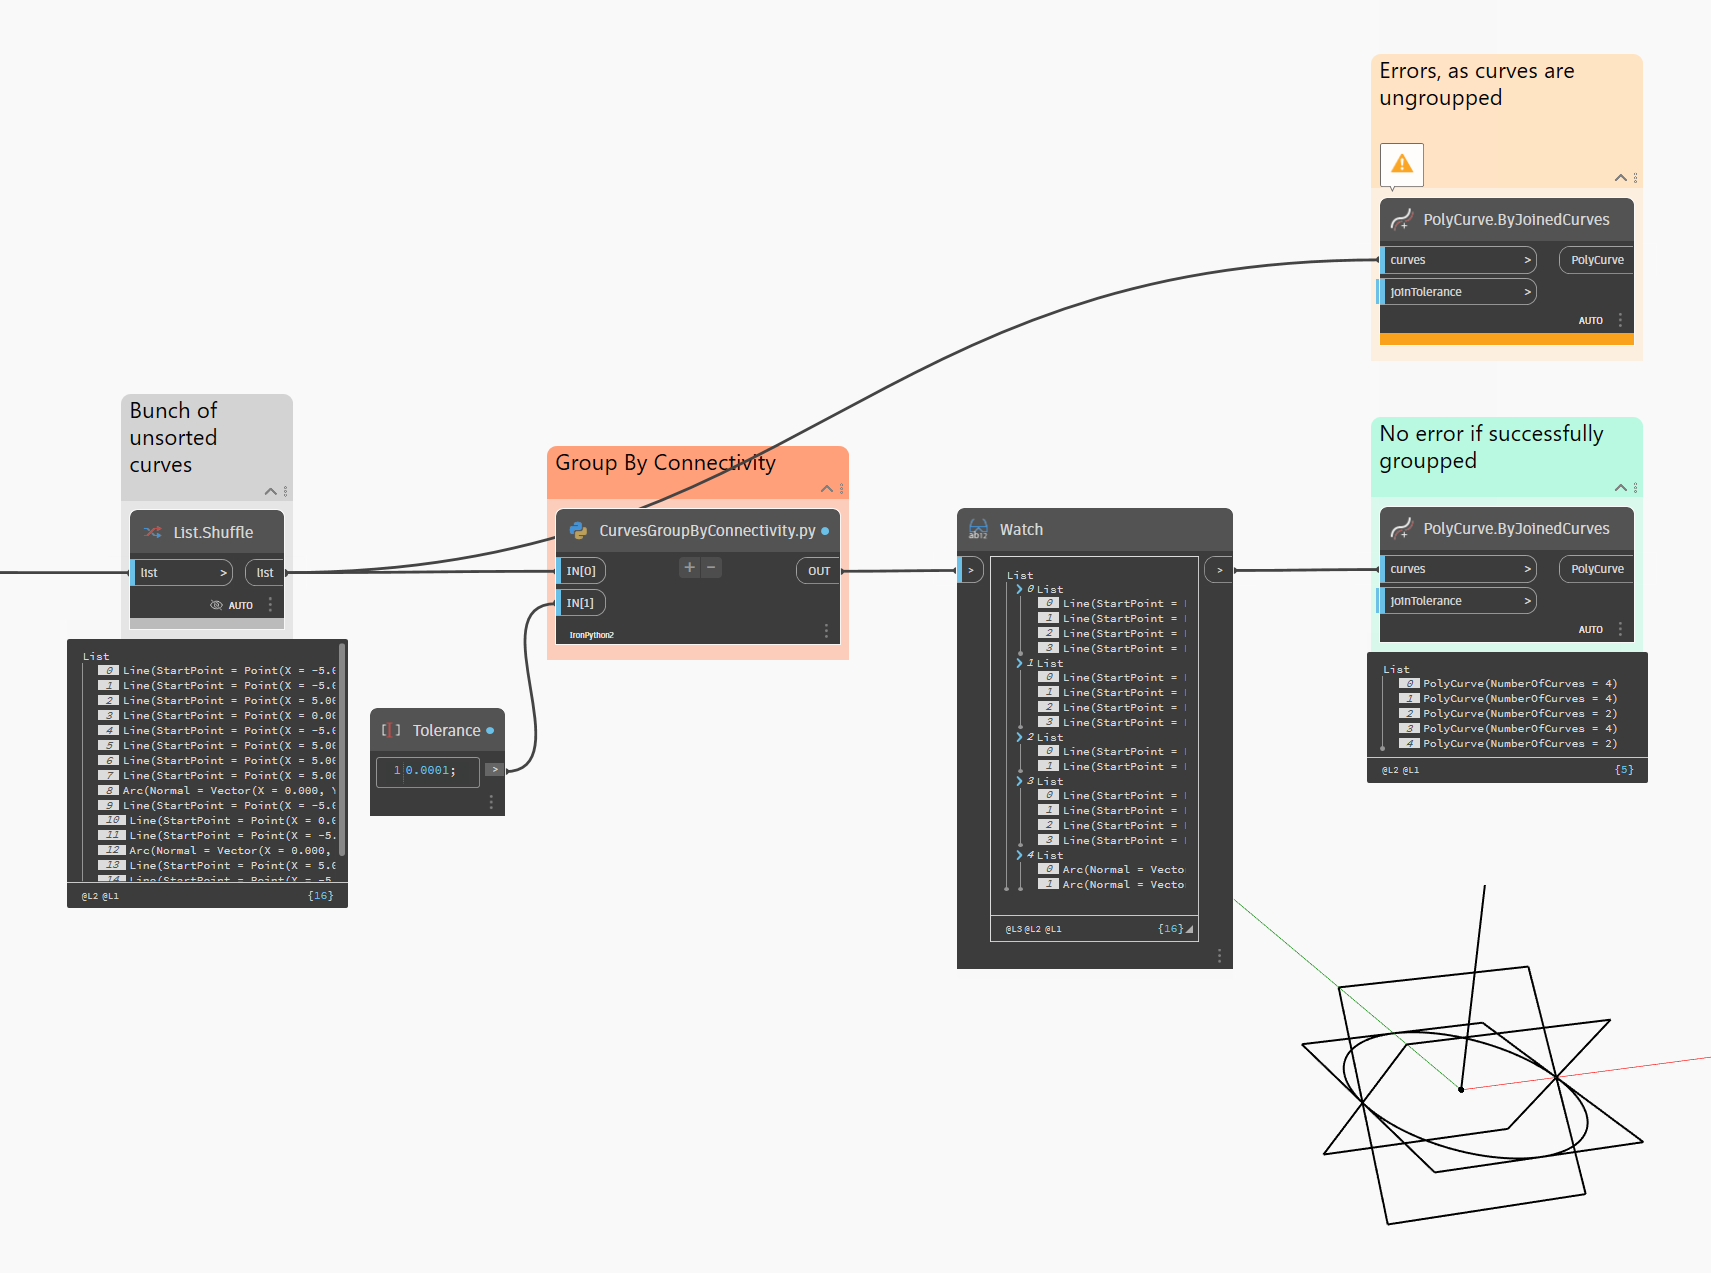 Errors, as curves are
ungroupped
PolyCurve.ByJoinedCurves
curves >
PolyCurve
joinTolerance >
AUTO
Bunch of
unsorted
curves
List.Shuffle
list >
list
AUTO
List
0 Line(StartPoint = Point(X = -5.0
1 Line(StartPoint = Point(X = -5.0
2 Line(StartPoint = Point(X = 5.00
3 Line(StartPoint = Point(X = 0.00
4 Line(StartPoint = Point(X = -5.0
5 Line(StartPoint = Point(X = 5.00
6 Line(StartPoint = Point(X = 5.00
7 Line(StartPoint = Point(X = 5.00
8 Arc(Normal = Vector(X = 0.000, Y
9 Line(StartPoint = Point(X = -5.0
10 Line(StartPoint = Point(X = 0.0
11 Line(StartPoint = Point(X = -5.
12 Arc(Normal = Vector(X = 0.000,
13 Line(StartPoint = Point(X = 5.0
14 Line(StartPoint = Point(X = -5
@L2 @L1
{16}
Group By Connectivity
CurvesGroupByConnectivity.py
IN[0]
+ −
OUT
IN[1]
IronPython2
Tolerance
1 0.0001;
>
Watch
>
>
List
0 List
0 Line(StartPoint =
1 Line(StartPoint =
2 Line(StartPoint =
3 Line(StartPoint =
1 List
0 Line(StartPoint =
1 Line(StartPoint =
2 Line(StartPoint =
3 Line(StartPoint =
2 List
0 Line(StartPoint =
1 Line(StartPoint =
3 List
0 Line(StartPoint =
1 Line(StartPoint =
2 Line(StartPoint =
3 Line(StartPoint =
4 List
0 Arc(Normal = Vecto
1 Arc(Normal = Vecto
@L3 @L2 @L1
{16}
No error if successfully
groupped
PolyCurve.ByJoinedCurves
curves >
PolyCurve
joinTolerance >
AUTO
List
0 PolyCurve(NumberOfCurves = 4)
1 PolyCurve(NumberOfCurves = 4)
2 PolyCurve(NumberOfCurves = 2)
3 PolyCurve(NumberOfCurves = 4)
4 PolyCurve(NumberOfCurves = 2)
@L2 @L1
{5}